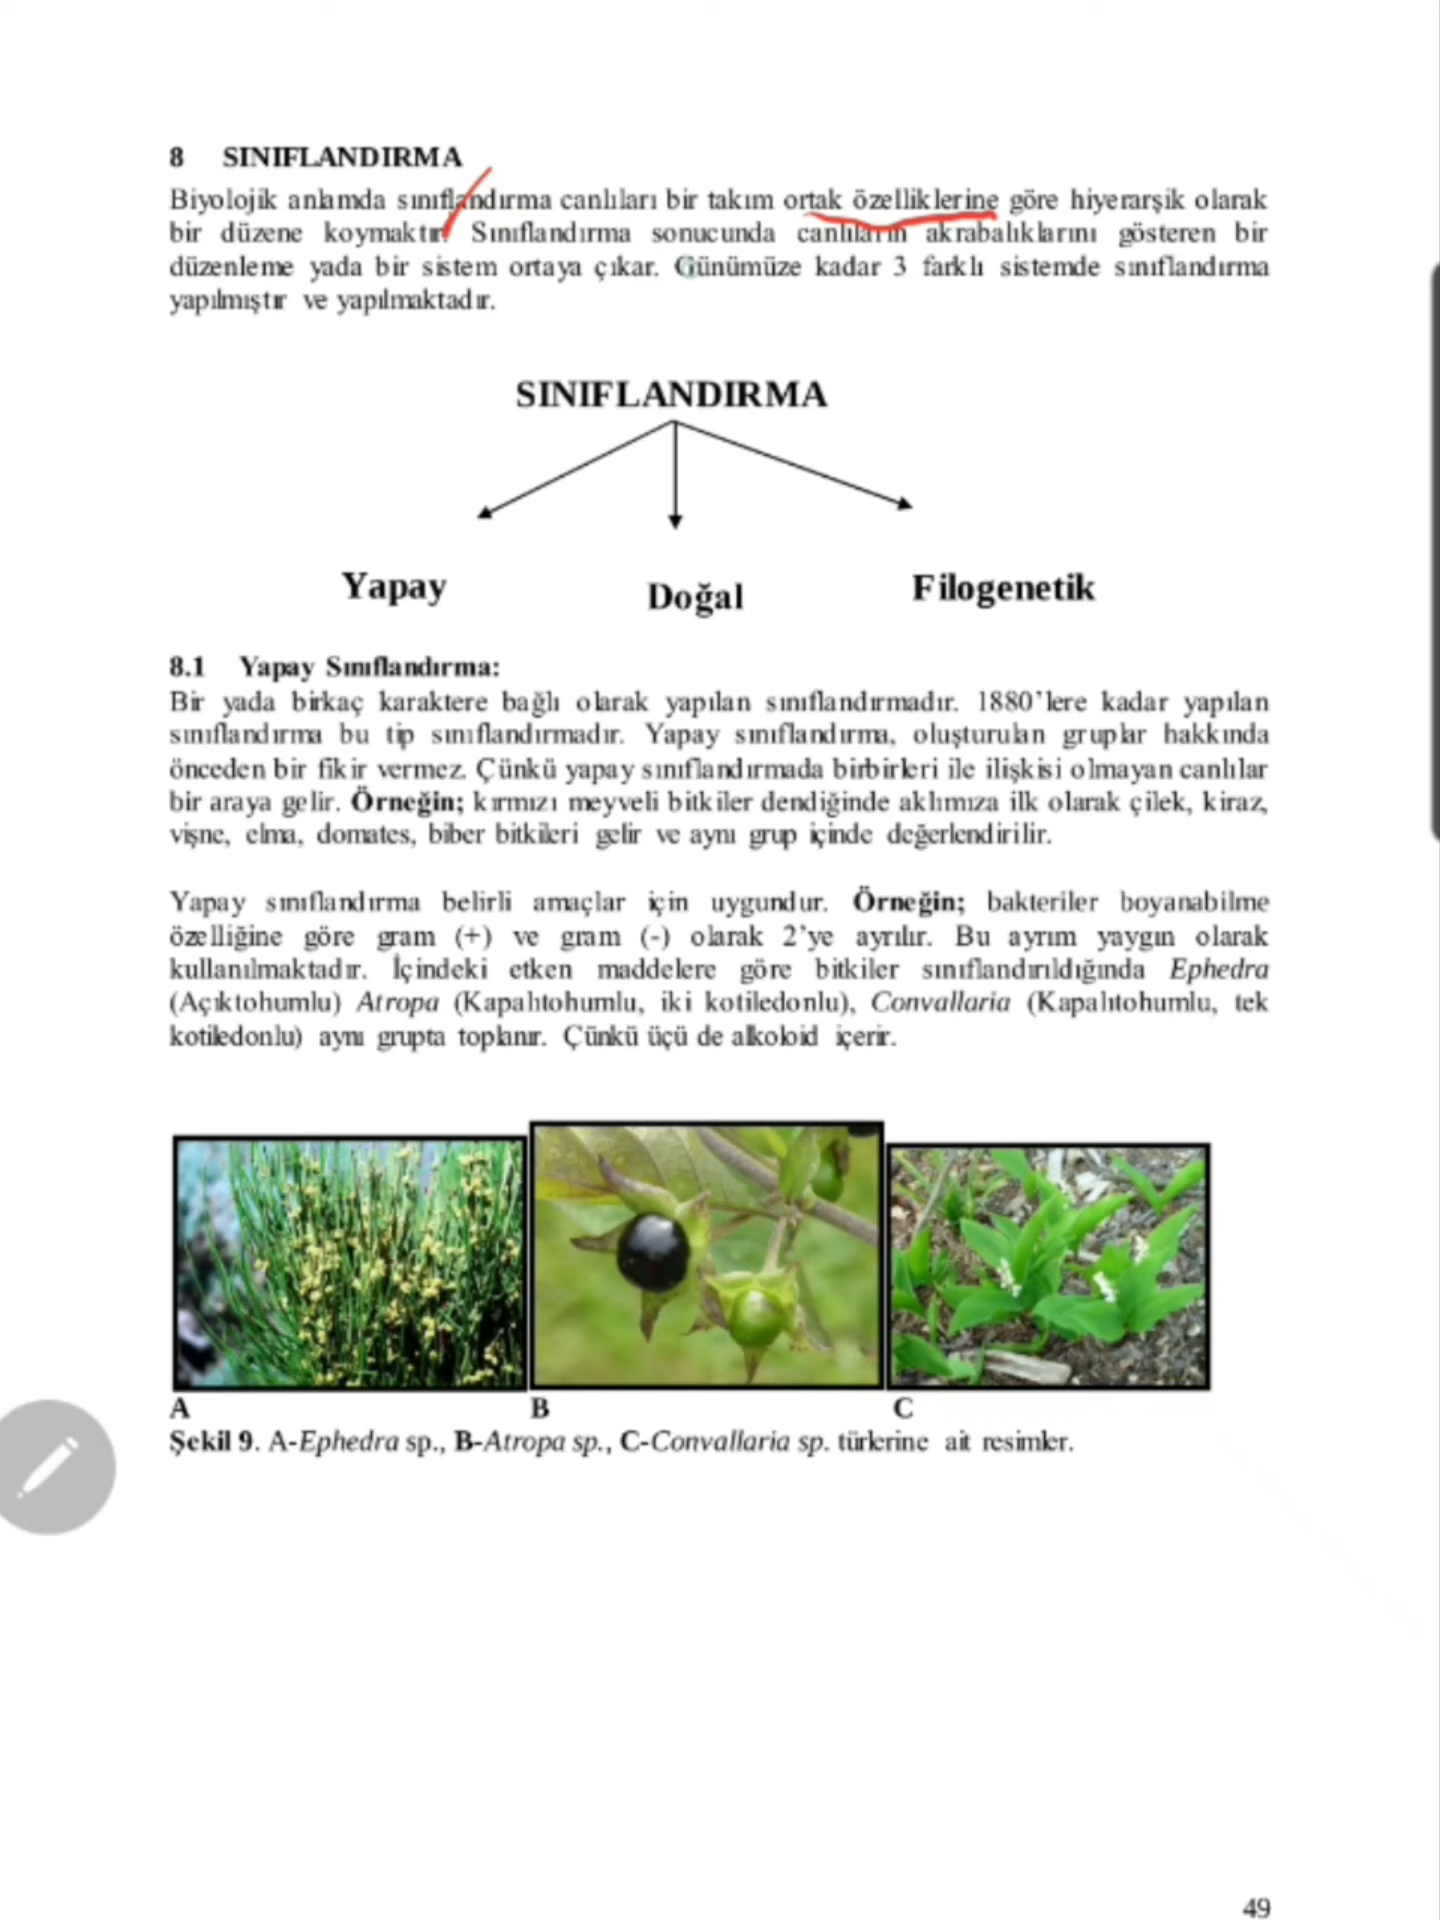 8 SINIFLANDIRMA
Biyolojik anlamda sınıflandırma canlıları bir takım ortak özelliklerine göre hiyerarşik olarak
bir düzene koymaktır. Sınıflandırma sonucunda canlıların akrabalıklarını gösteren bir
düzenleme yada bir sistem ortaya çıkar. Günümüze kadar 3 farklı sistemde sınıflandırma
yapılmıştır ve yapılmaktadır.
SINIFLANDIRMA
Yapay Doğal Filogenetik
8.1 Yapay Sınıflandırma:
Bir yada birkaç karaktere bağlı olarak yapılan sınıflandırmadır. 1880’lere kadar yapılan
sınıflandırma bu tip sınıflandırmadır. Yapay sınıflandırma, oluşturulan gruplar hakkında
önceden bir fikir vermez. Çünkü yapay sınıflandırmada birbirleri ile ilişkisi olmayan canlılar
bir araya gelir. Örneğin; kırmızı meyveli bitkiler dendiğinde aklımıza ilk olarak çilek, kiraz,
vişne, elma, domates, biber bitkileri gelir ve aynı grup içinde değerlendirilir.
Yapay sınıflandırma belirli amaçlar için uygundur. Örneğin; bakteriler boyanabilme
özelliğine göre gram (+) ve gram (-) olarak 2’ye ayrılır. Bu ayrım yaygın olarak
kullanılmaktadır. İçindeki etken maddelere göre bitkiler sınıflandırıldığında Ephedra
(Açıktohumlu) Atropa (Kapalıtohumlu, iki kotiledonlu), Convallaria (Kapalıtohumlu, tek
kotiledonlu) aynı grupta toplanır. Çünkü üçü de alkoloid içerir.
A B C
Şekil 9. A-Ephedra sp., B-Atropa sp., C-Convallaria sp. türlerine ait resimler.
49